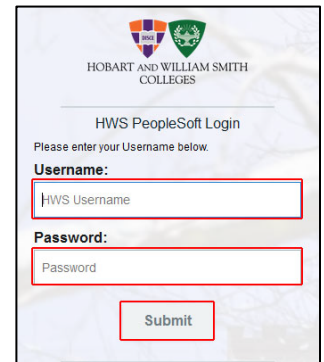 HOBART AND WILLIAM SMITH
COLLEGES
HWS PeopleSoft Login
Please enter your Username below.
Username:
HWS Username
Password:
Password
Submit